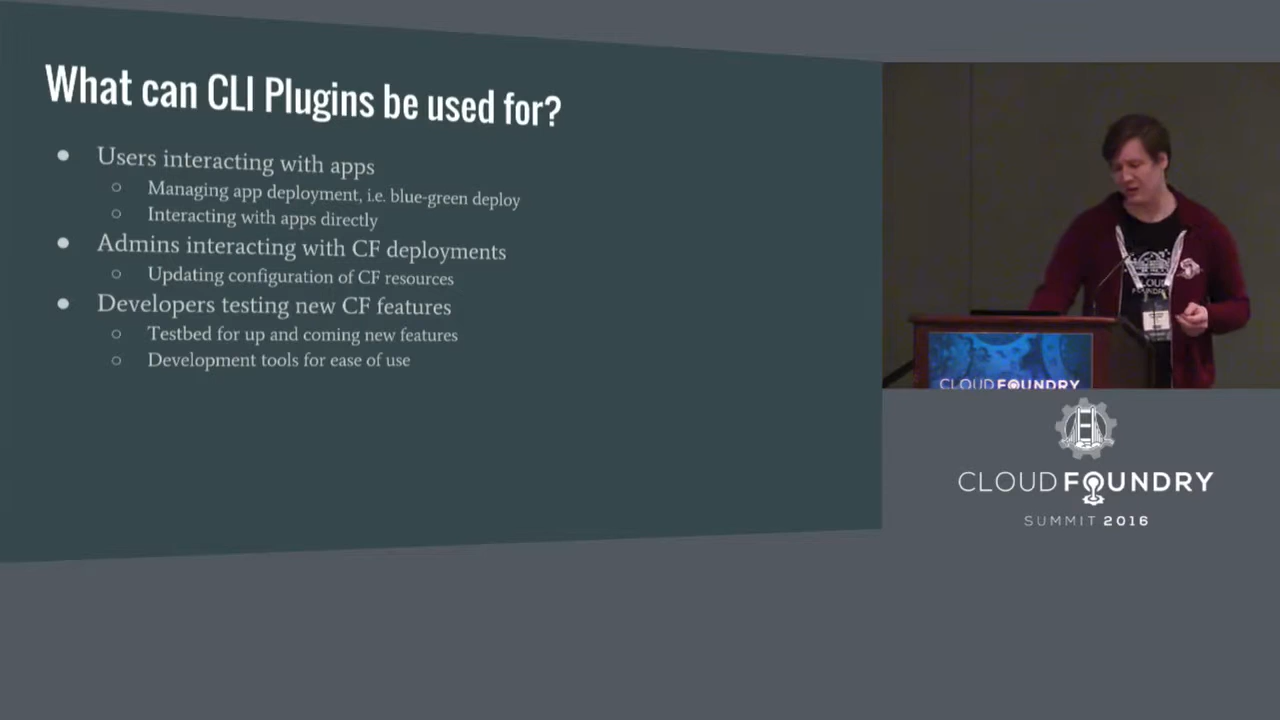 What can CLI Plugins be used for?
● Users interacting with apps
○ Managing app deployment, i.e. blue-green deploy
○ Interacting with apps directly
● Admins interacting with CF deployments
○ Updating configuration of CF resources
● Developers testing new CF features
○ Testbed for up and coming new features
○ Development tools for ease of use
CLOUD
FOUNDRY
CLOUD FOUNDRY
CLOUD FOUNDRY
SUMMIT 2016